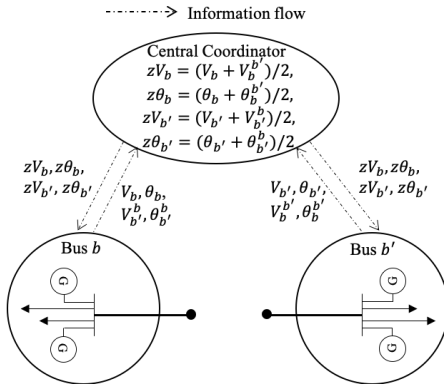 Information flow
Central Coordinator
zV_b = (V_b + V_b^{b'})/2,
zθ_b = (θ_b + θ_b^{b'})/2,
zV_{b'} = (V_{b'} + V_{b'}^b)/2,
zθ_{b'} = (θ_{b'} + θ_{b'}^b)/2
zV_b, zθ_b,
zV_{b'}, zθ_{b'}
V_b, θ_b,
V_{b'}^b, θ_{b'}^b
V_{b'}, θ_{b'},
V_b^{b'}, θ_b^{b'}
zV_b, zθ_b,
zV_{b'}, zθ_{b'}
Bus b
G
G
Bus b'
G
G